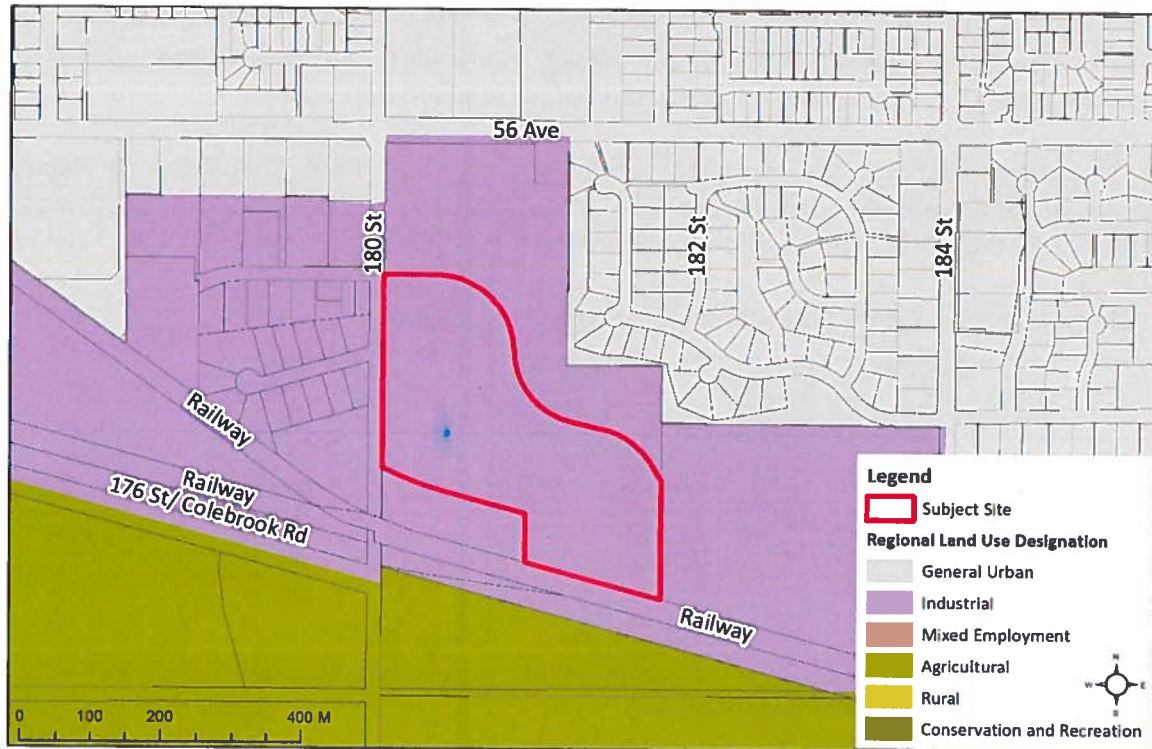 56 Ave
180 St
182 St
184 St
Railway
Railway
176 St/ Colebrook Rd
Railway
Legend
Subject Site
Regional Land Use Designation
General Urban
Industrial
Mixed Employment
Agricultural
Rural
Conservation and Recreation
N
W E
S
0 100 200 400 M